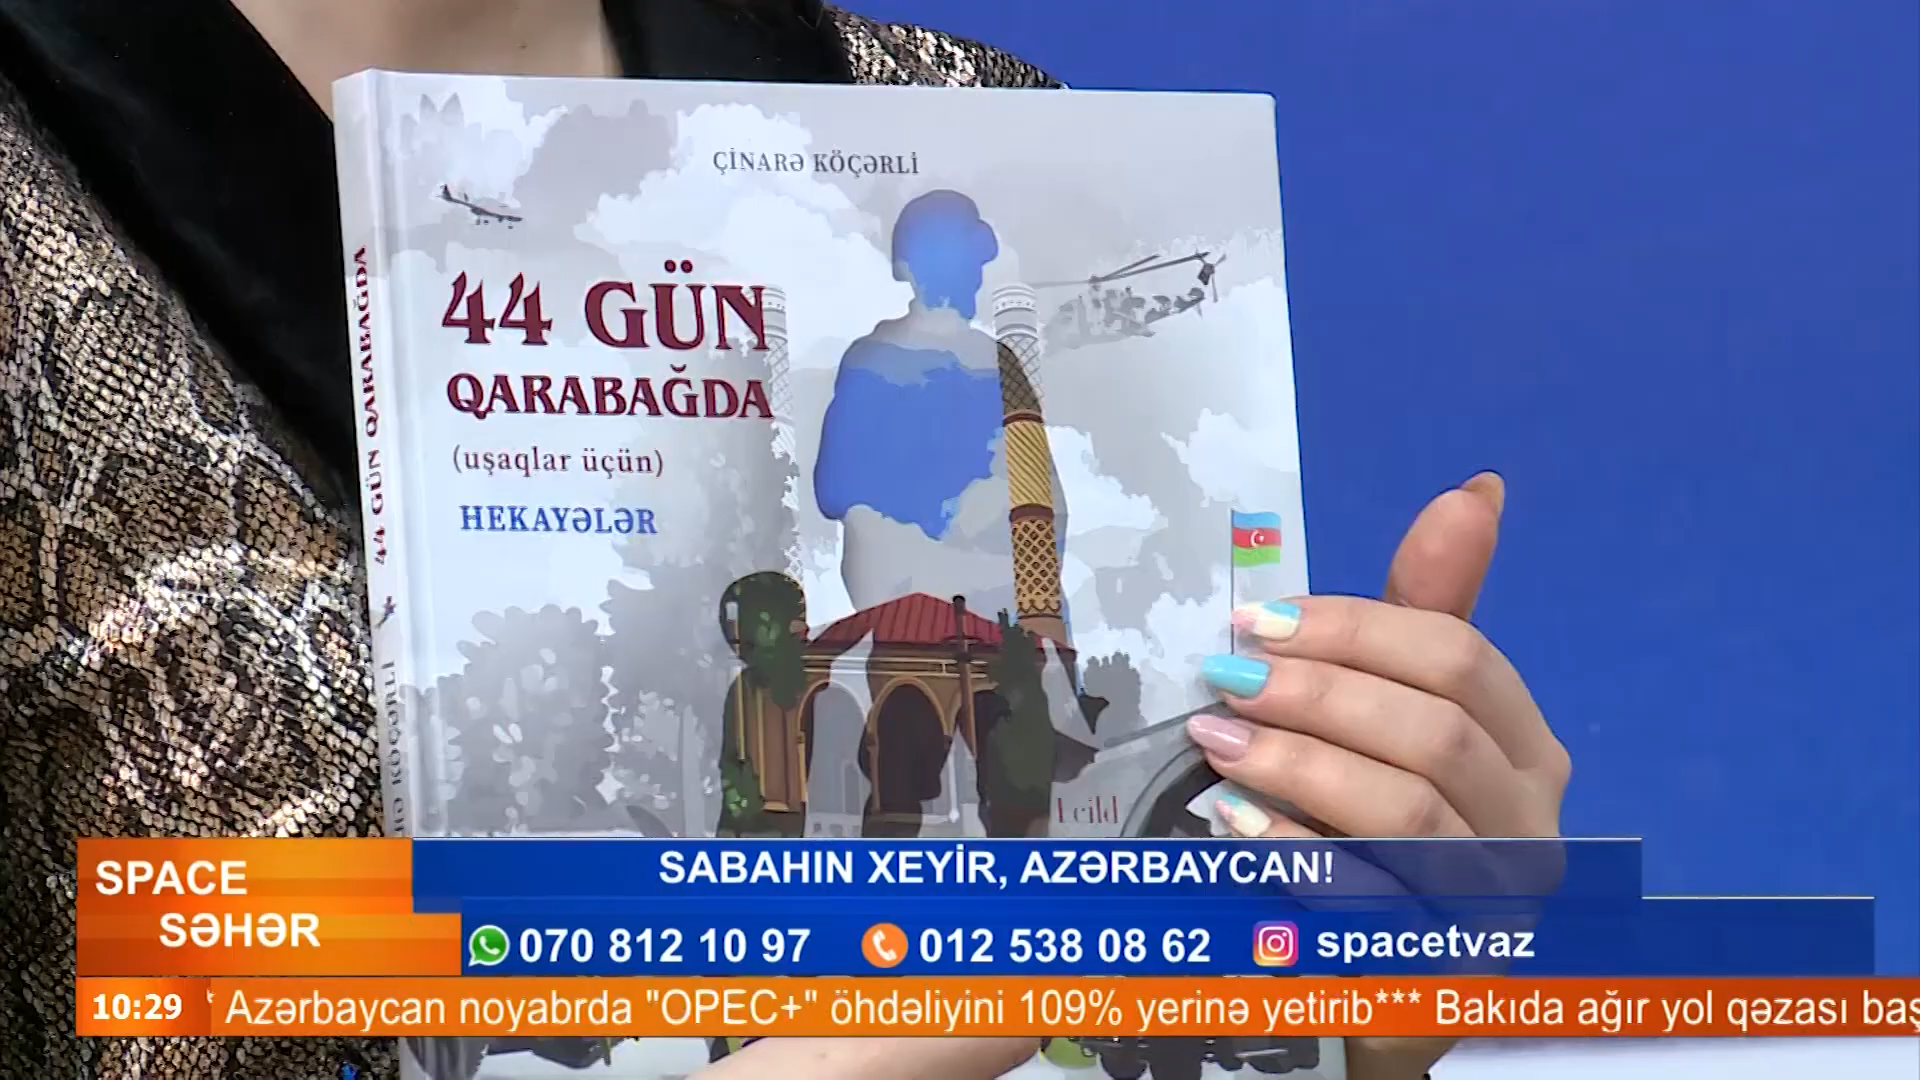 ÇİNARƏ KÖÇƏRLİ
44 GÜN
QARABAĞDA
(uşaqlar üçün)
HEKAYƏLƏR
44 GÜN QARABAĞDA
I cild
SPACE
SƏHƏR
SABAHIN XEYİR, AZƏRBAYCAN!
070 812 10 97 012 538 08 62 spacetvaz
10:29 * Azərbaycan noyabrda "OPEC+" öhdəliyini 109% yerinə yetirib*** Bakıda ağır yol qəzası